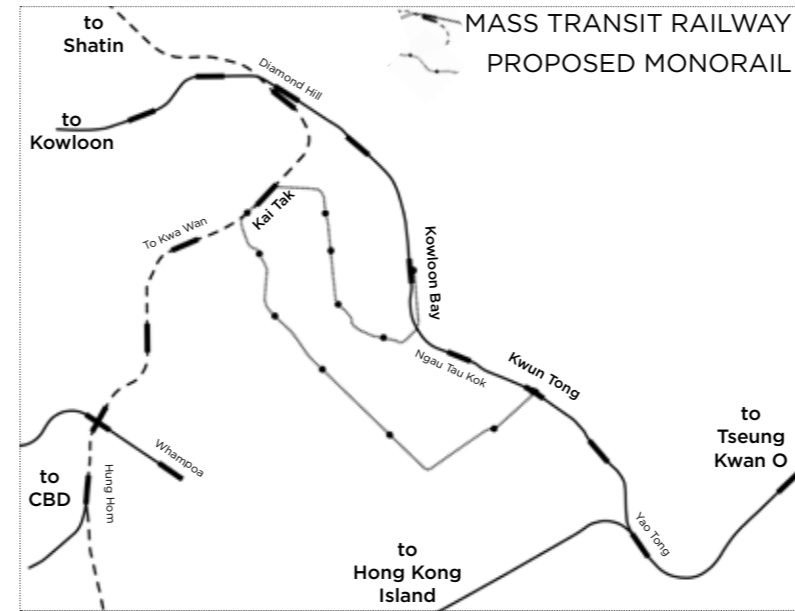 MASS TRANSIT RAILWAY
PROPOSED MONORAIL
to
Shatin
Diamond Hill
to
Kowloon
Kai Tak
To Kwa Wan
Kowloon Bay
Ngau Tau Kok
Kwun Tong
to
Tseung
Kwan O
Whampoa
to
CBD
Hung Hom
Yao Tong
to
Hong Kong
Island